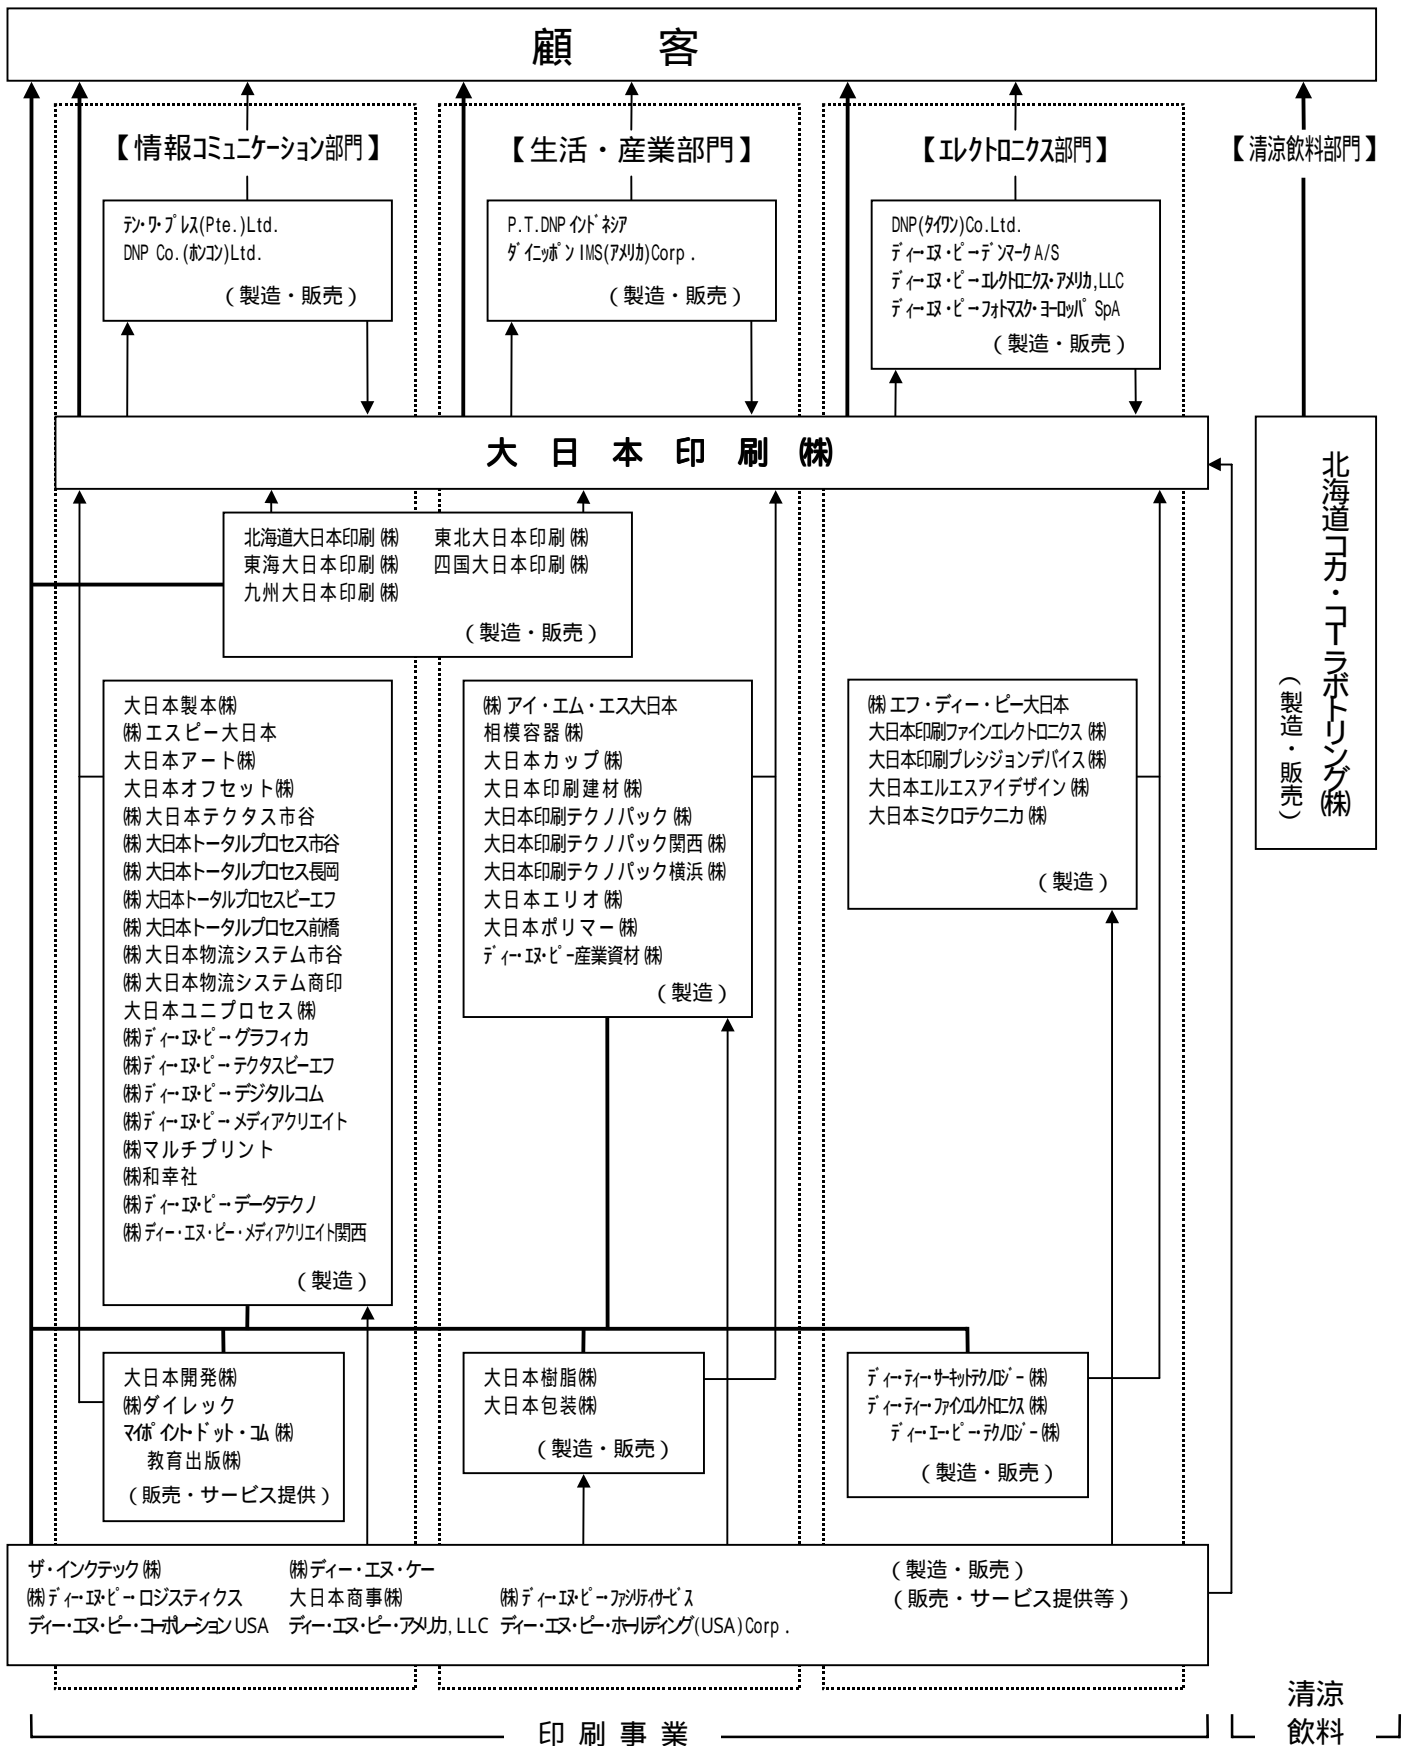 顧　客
【情報コミュニケーション部門】
【生活・産業部門】
【エレクトロニクス部門】
【清涼飲料部門】
テン・ワ・プレス(Pte.)Ltd.
DNP Co.(ホンコン)Ltd.
（製造・販売）
P.T.DNP インドネシア
ダイニッポン IMS(アメリカ)Corp.
（製造・販売）
DNP(タイワン)Co.Ltd.
ディー・エヌ・ピー・デンマーク A/S
ディー・エヌ・ピー・エレクトロニクス・アメリカ,LLC
ディー・エヌ・ピー・フォトマスク・ヨーロッパ SpA
（製造・販売）
大日本印刷㈱
北海道コカ・コーラボトリング㈱
（製造・販売）
北海道大日本印刷㈱　東北大日本印刷㈱
東海大日本印刷㈱　四国大日本印刷㈱
九州大日本印刷㈱
（製造・販売）
大日本製本㈱
㈱エスピー大日本
大日本アート㈱
大日本オフセット㈱
㈱大日本テクタス市谷
㈱大日本トータルプロセス市谷
㈱大日本トータルプロセス長岡
㈱大日本トータルプロセスビーエフ
㈱大日本トータルプロセス前橋
㈱大日本物流システム市谷
㈱大日本物流システム商印
大日本ユニプロセス㈱
㈱ディー・エヌ・ピー・グラフィカ
㈱ディー・エヌ・ピー・テクタスビーエフ
㈱ディー・エヌ・ピー・デジタルコム
㈱ディー・エヌ・ピー・メディアクリエイト
㈱マルチプリント
㈱和幸社
㈱ディー・エヌ・ピー・データテクノ
㈱ディー・エヌ・ピー・メディアクリエイト関西
（製造）
㈱アイ・エム・エス大日本
相模容器㈱
大日本カップ㈱
大日本印刷建材㈱
大日本印刷テクノパック㈱
大日本印刷テクノパック関西㈱
大日本印刷テクノパック横浜㈱
大日本エリオ㈱
大日本ポリマー㈱
ディー・エヌ・ピー産業資材㈱
（製造）
㈱エフ・ディー・ピー大日本
大日本印刷ファインエレクトロニクス㈱
大日本印刷プレシジョンデバイス㈱
大日本エルエスアイデザイン㈱
大日本ミクロテクニカ㈱
（製造）
大日本開発㈱
㈱ダイレック
マイポイント・ドット・コム㈱
教育出版㈱
（販売・サービス提供）
大日本樹脂㈱
大日本包装㈱
（製造・販売）
ディー・ティー・サーキットテクノロジー㈱
ディー・ティー・ファインエレクトロニクス㈱
ディー・エー・ピー・テクノロジー㈱
（製造・販売）
ザ・インクテック㈱　㈱ディー・エヌ・ケー　（製造・販売）
㈱ディー・エヌ・ピー・ロジスティクス　大日本商事㈱　㈱ディー・エヌ・ピー・ファシリティサービス　（販売・サービス提供等）
ディー・エヌ・ピー・コーポレーション USA　ディー・エヌ・ピー・アメリカ,LLC　ディー・エヌ・ピー・ホールディング(USA)Corp.
印刷事業
清涼
飲料